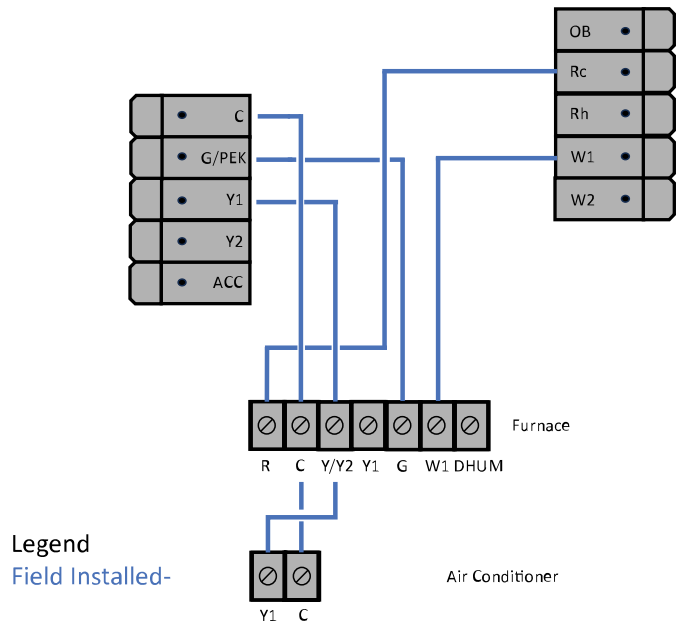 OB
Rc
Rh
W1
W2
C
G/PEK
Y1
Y2
ACC
Furnace
R C Y/Y2 Y1 G W1 DHUM
Legend
Field Installed-
Air Conditioner
Y1 C